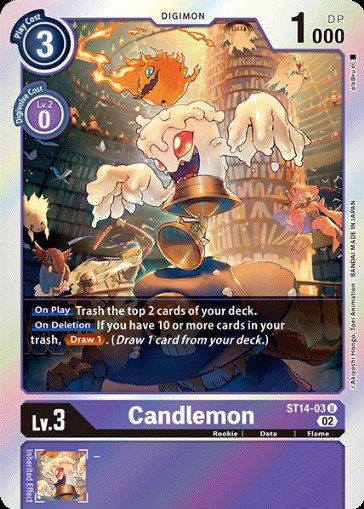 Play Cost
3
DIGIMON
DP
1000
Digivolve Cost
Lv.2
0
On Play Trash the top 2 cards of your deck.
On Deletion If you have 10 or more cards in your
trash, Draw 1. (Draw 1 card from your deck.)
©Akiyoshi Hongo, Toei Animation BANDAI MADE IN JAPAN
Lv.3
Candlemon
ST14-03 U
02
Rookie | Data | Flame
Inherited Effect
-